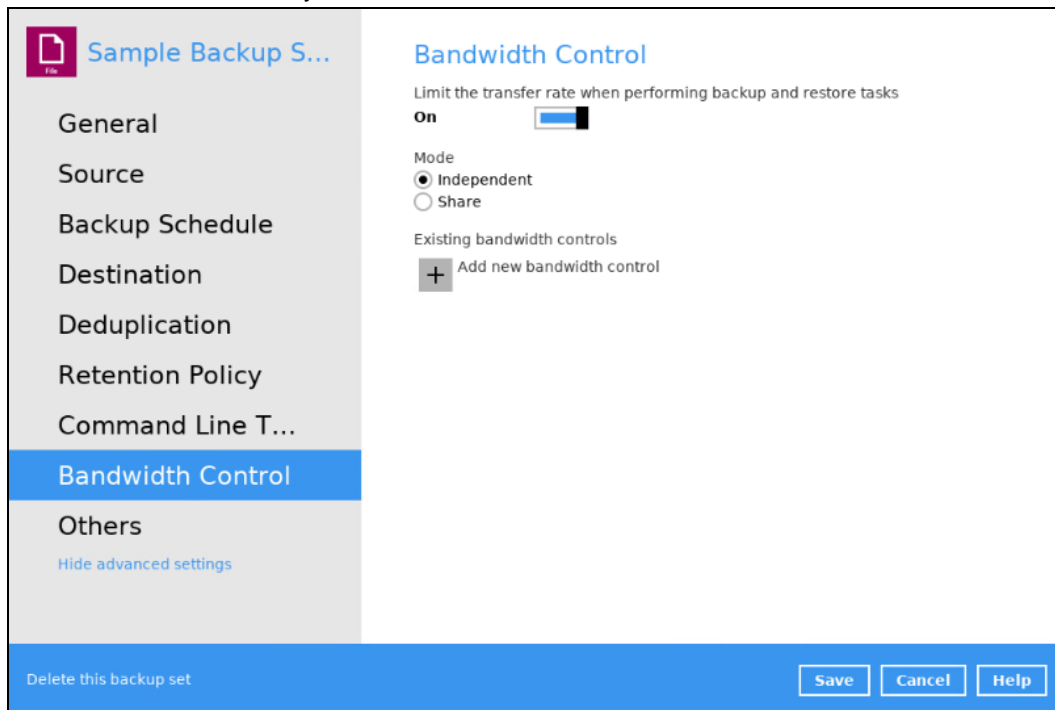 Sample Backup S...
File
General
Source
Backup Schedule
Destination
Deduplication
Retention Policy
Command Line T...
Bandwidth Control
Others
Hide advanced settings
Bandwidth Control
Limit the transfer rate when performing backup and restore tasks
On
Mode
Independent
Share
Existing bandwidth controls
+ Add new bandwidth control
Delete this backup set
Save Cancel Help